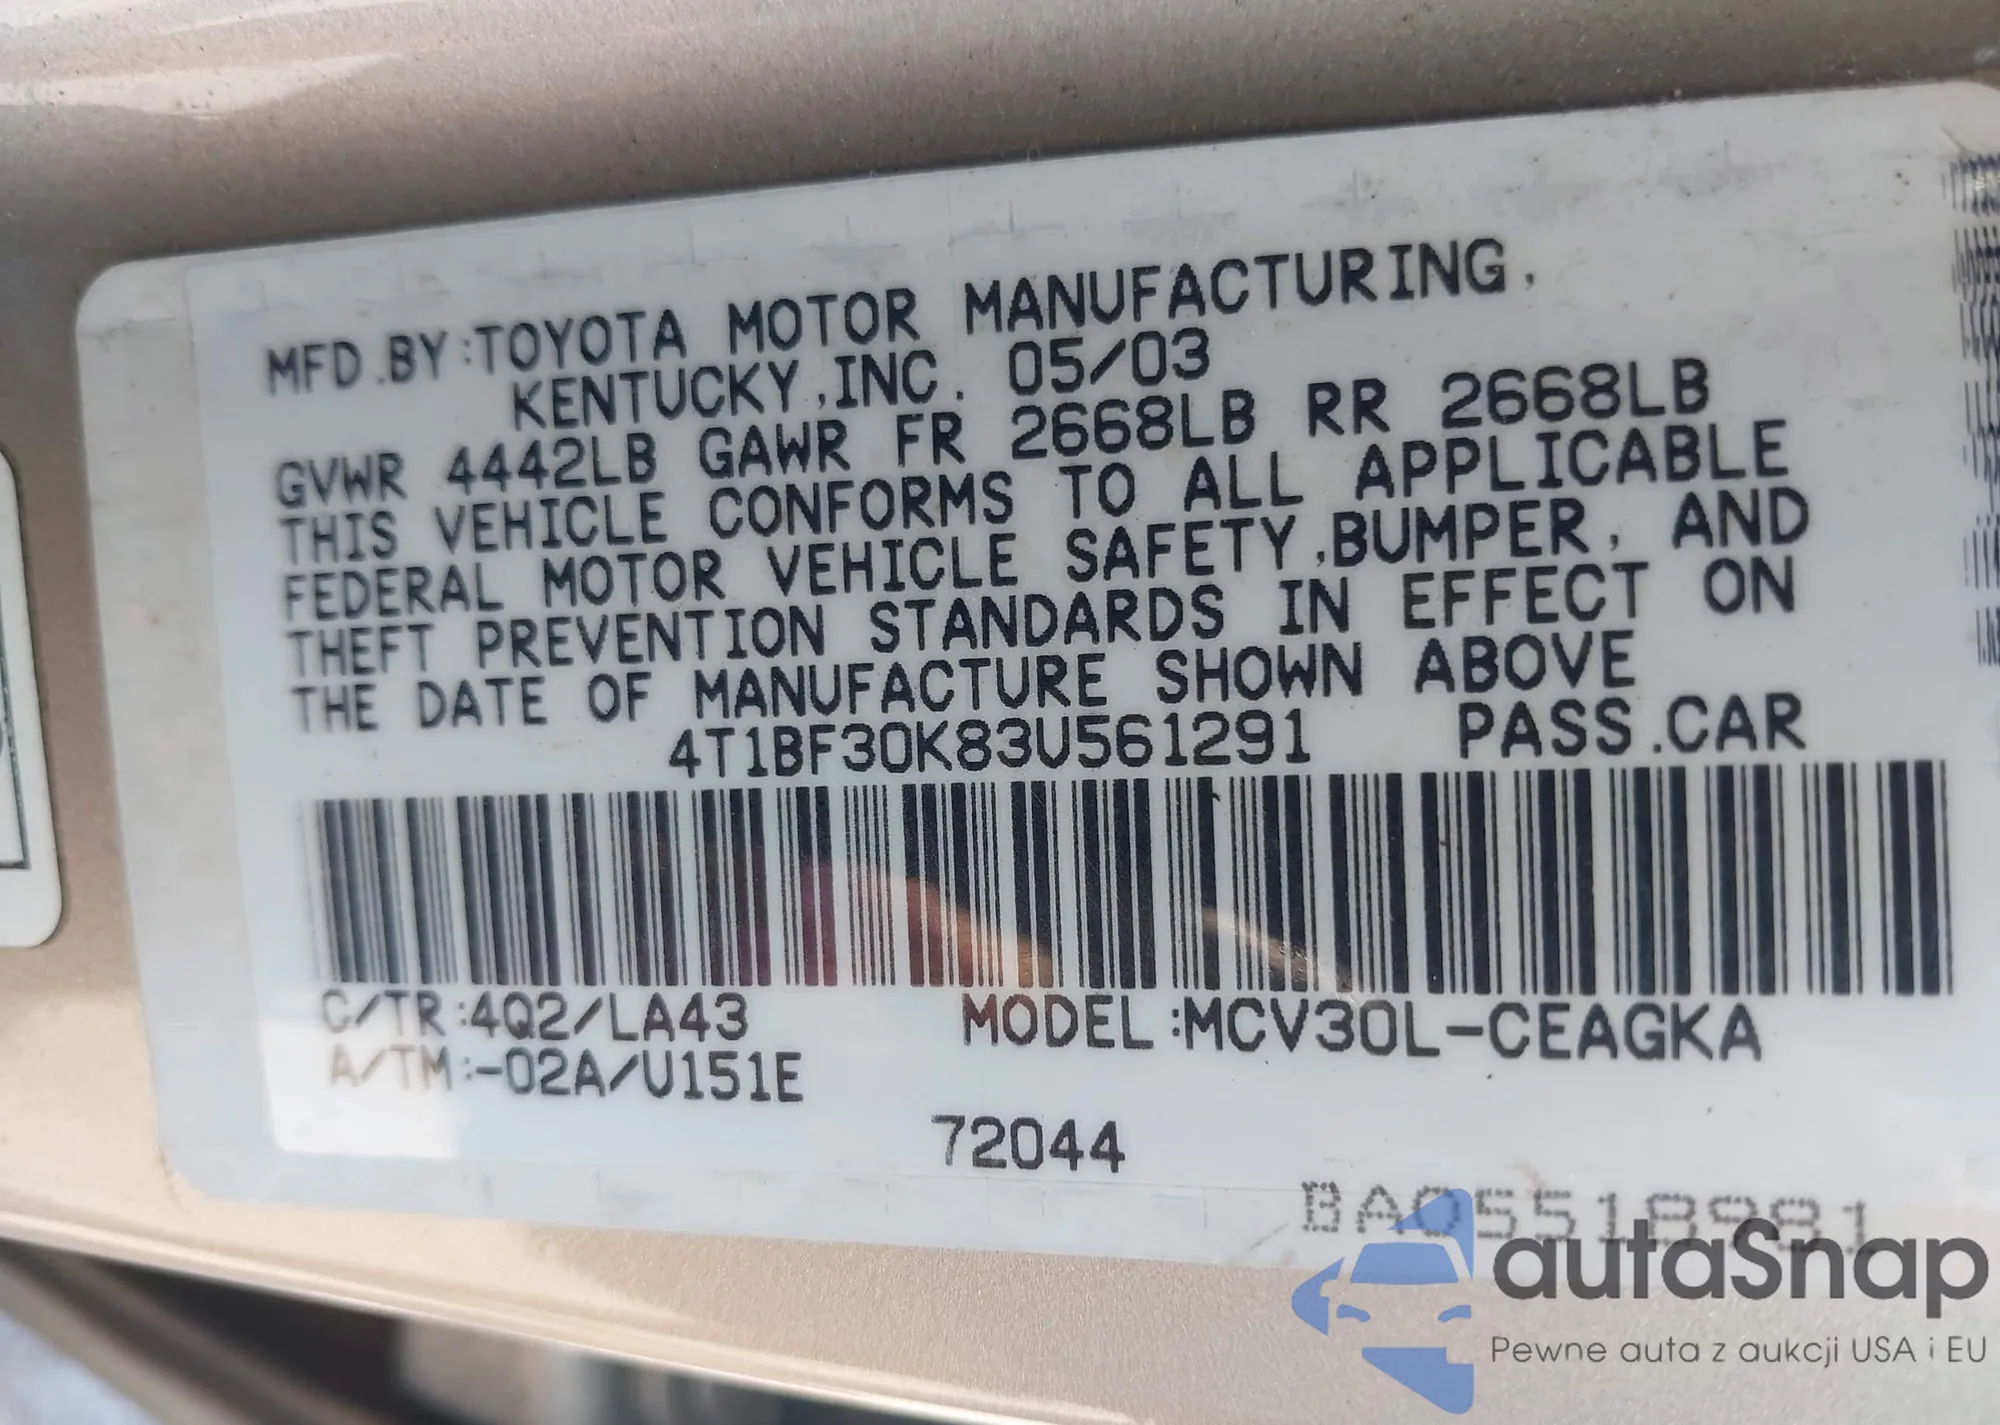 MFD.BY:TOYOTA MOTOR MANUFACTURING,
KENTUCKY,INC. 05/03
GVWR 4442LB GAWR FR 2668LB RR 2668LB
THIS VEHICLE CONFORMS TO ALL APPLICABLE
FEDERAL MOTOR VEHICLE SAFETY,BUMPER, AND
THEFT PREVENTION STANDARDS IN EFFECT ON
THE DATE OF MANUFACTURE SHOWN ABOVE
4T1BF30K83U561291 PASS.CAR
C/TR:4Q2/LA43 MODEL:MCV30L-CEAGKA
A/TM:-02A/U151E
72044
BA05518981
autaSnap
Pewne auta z aukcji USA i EU